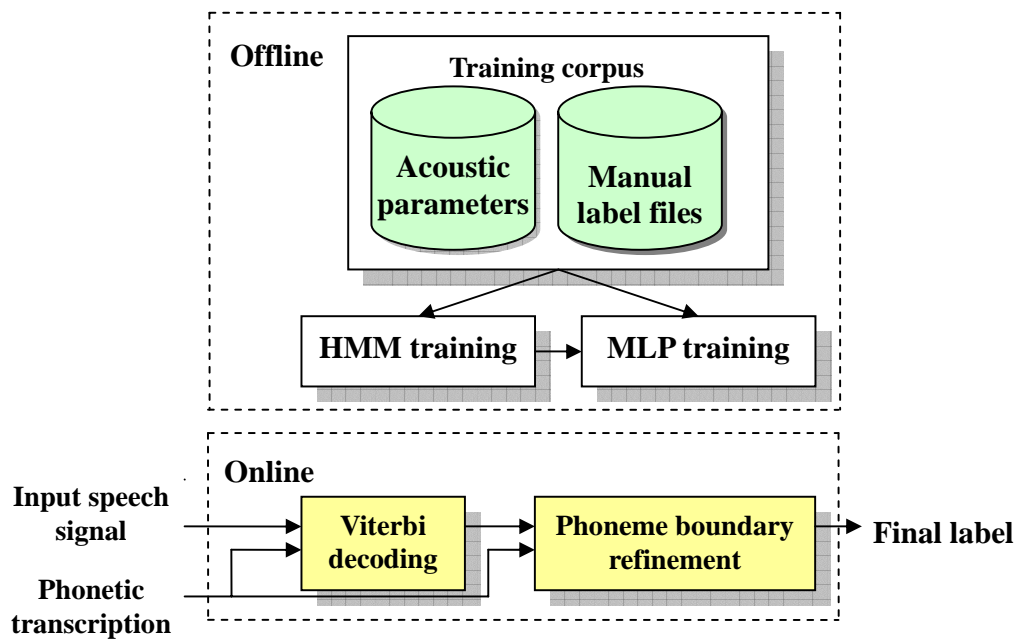 Offline
Training corpus
Acoustic
parameters
Manual
label files
HMM training
MLP training
Online
Input speech
signal
Viterbi
decoding
Phoneme boundary
refinement
Final label
Phonetic
transcription